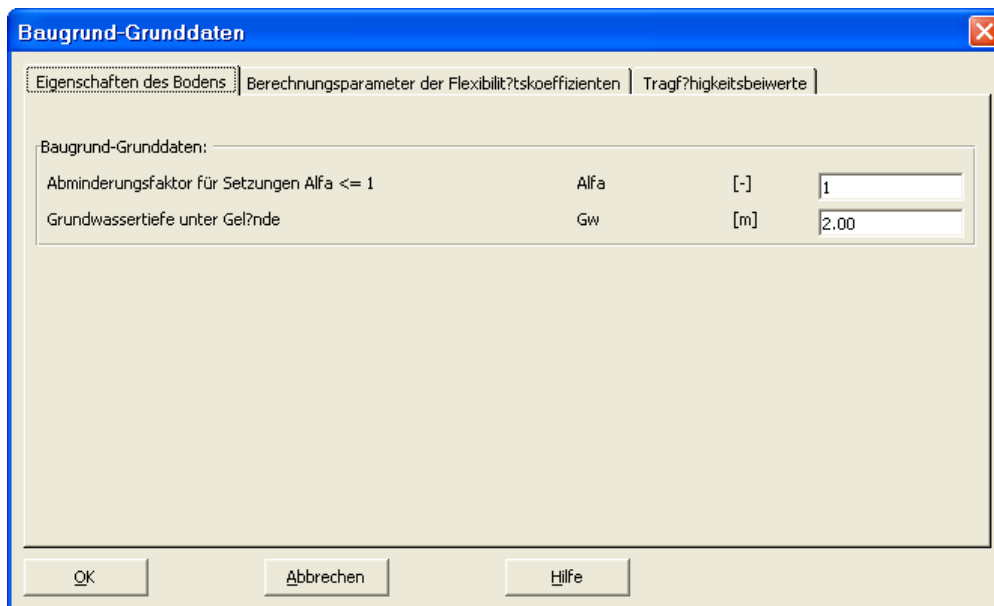 Baugrund-Grunddaten
Eigenschaften des Bodens Berechnungsparameter der Flexibilit?tskoeffizienten Tragf?higkeitsbeiwerte
Baugrund-Grunddaten:
Abminderungsfaktor für Setzungen Alfa <= 1 Alfa [-] 1
Grundwassertiefe unter Gel?nde Gw [m] 2.00
OK Abbrechen Hilfe